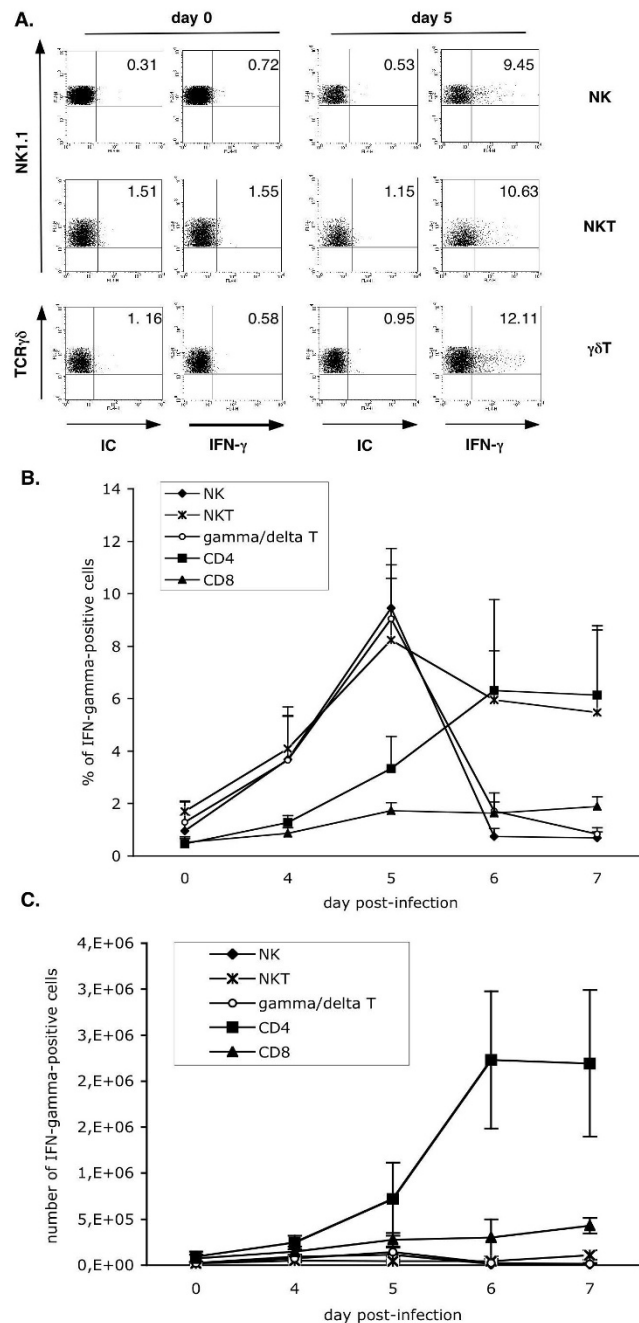 A.
day 0 day 5
0.31 0.72 0.53 9.45
NK
NK1.1
1.51 1.55 1.15 10.63
NKT
1. 16 0.58 0.95 12.11
TCRγδ
γδT
IC IFN-γ IC IFN-γ
B.
14
12
10
8
6
4
2
0
% of IFN-gamma-positive cells
NK
NKT
gamma/delta T
CD4
CD8
0 4 5 6 7
day post-infection
C.
4,E+06
3,E+06
3,E+06
2,E+06
2,E+06
1,E+06
5,E+05
0,E+00
number of IFN-gamma-positive cells
NK
NKT
gamma/delta T
CD4
CD8
0 4 5 6 7
day post-infection